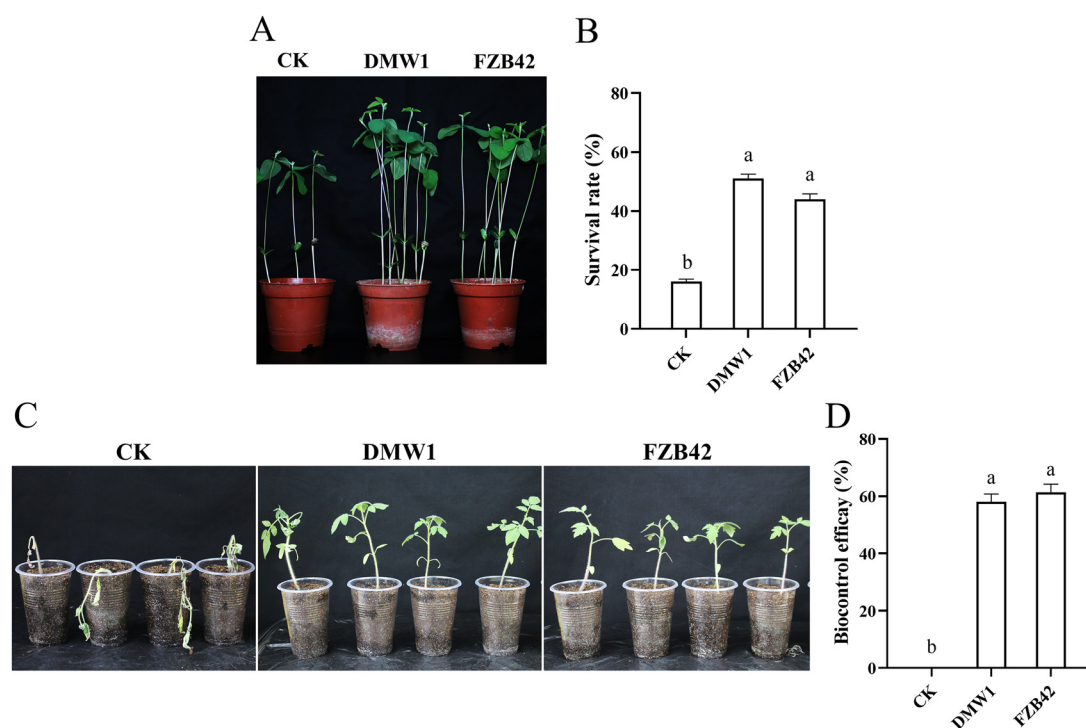 A
CK DMW1 FZB42
B
Survival rate (%)
80
60
40
20
0
b
a
a
CK
DMW1
FZB42
C
CK DMW1 FZB42
D
Biocontrol efficay (%)
80
60
40
20
0
b
a
a
CK
DMW1
FZB42